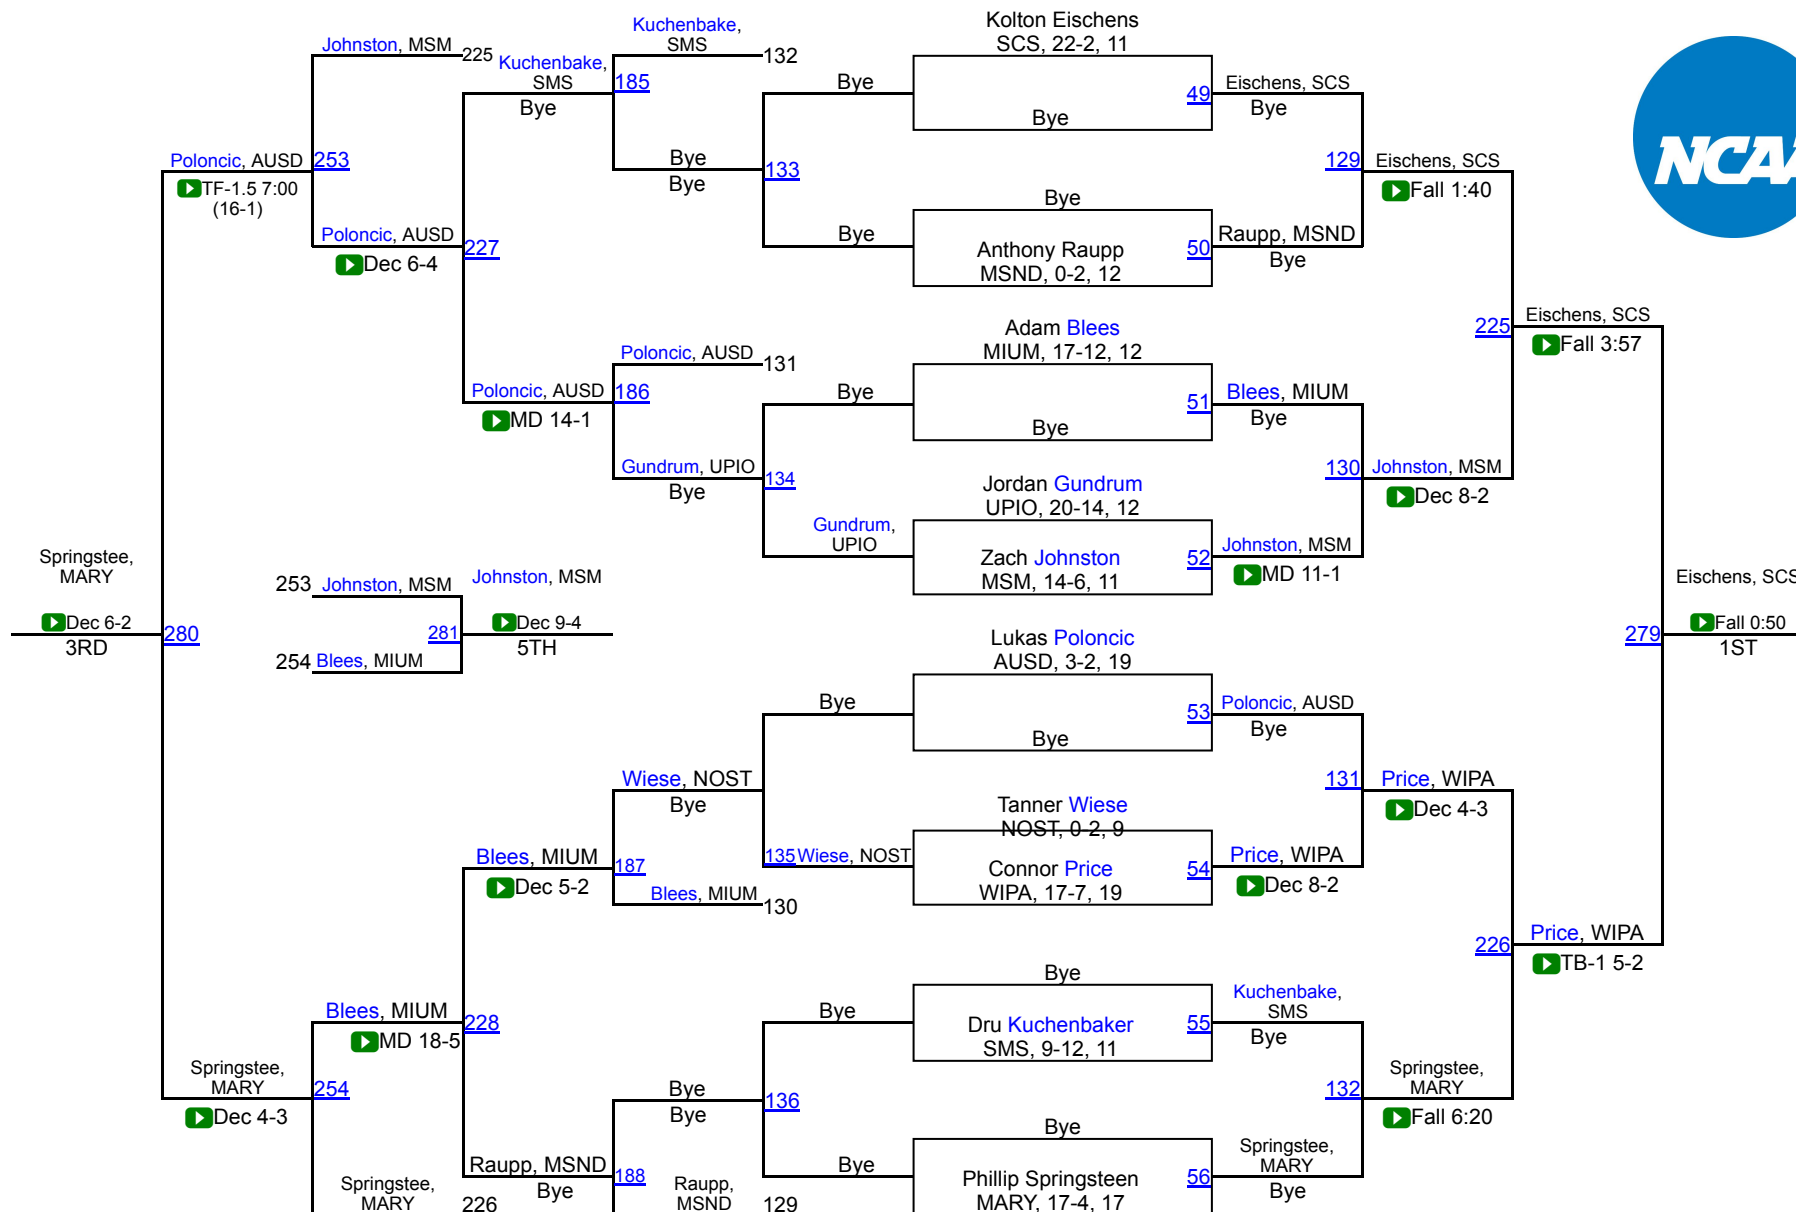 Kolton Eischens
SCS, 22-2, 11
Kuchenbake,
SMS
132
Johnston, MSM
225
Kuchenbake,
SMS
Bye
185
Bye
49
Eischens, SCS
Bye
Bye
NCAA
Poloncic, AUSD
253
TF-1.5 7:00
(16-1)
Bye
Bye
133
129
Eischens, SCS
Fall 1:40
Bye
Poloncic, AUSD
Dec 6-4
227
Bye
Anthony Raupp
MSND, 0-2, 12
50
Raupp, MSND
Bye
Adam Blees
MIUM, 17-12, 12
225
Eischens, SCS
Fall 3:57
Poloncic, AUSD
131
Poloncic, AUSD
MD 14-1
186
Bye
51
Blees, MIUM
Bye
Bye
Gundrum, UPIO
Bye
134
Jordan Gundrum
UPIO, 20-14, 12
130
Johnston, MSM
Dec 8-2
Gundrum,
UPIO
Zach Johnston
MSM, 14-6, 11
52
Johnston, MSM
MD 11-1
Springstee,
MARY
Dec 6-2
3RD
280
253
Johnston, MSM
254
Blees, MIUM
281
Johnston, MSM
Dec 9-4
5TH
Eischens, SCS
Fall 0:50
1ST
279
Lukas Poloncic
AUSD, 3-2, 19
Bye
53
Poloncic, AUSD
Bye
Bye
Wiese, NOST
Bye
Tanner Wiese
NOST, 0-2, 9
131
Price, WIPA
Dec 4-3
Blees, MIUM
Dec 5-2
187
135
Wiese, NOST
Connor Price
WIPA, 17-7, 19
54
Price, WIPA
Dec 8-2
Blees, MIUM
130
226
Price, WIPA
TB-1 5-2
Bye
Blees, MIUM
MD 18-5
228
Bye
Dru Kuchenbaker
SMS, 9-12, 11
55
Kuchenbake,
SMS
Bye
Springstee,
MARY
Dec 4-3
254
Bye
Bye
136
132
Springstee,
MARY
Fall 6:20
Bye
Springstee,
MARY
226
Raupp, MSND
Bye
188
Raupp,
MSND
129
Bye
Phillip Springsteen
MARY, 17-4, 17
56
Springstee,
MARY
Bye